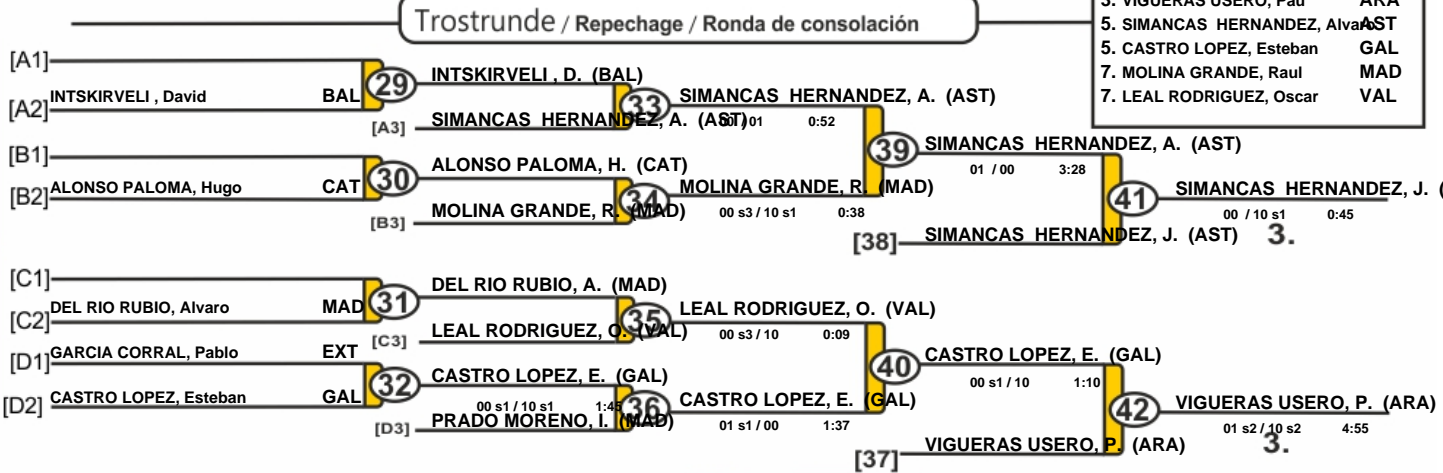 Trostrunde / Repechage / Ronda de consolación
3. VIGUERAS USERO, Pau ARA
5. SIMANCAS HERNANDEZ, Alvaro AST
5. CASTRO LOPEZ, Esteban GAL
7. MOLINA GRANDE, Raul MAD
7. LEAL RODRIGUEZ, Oscar VAL
[A1]
[A2] INTSKIRVELI , David BAL
29
INTSKIRVELI , D. (BAL)
[A3] SIMANCAS HERNANDEZ, A. (AST)
33
SIMANCAS HERNANDEZ, A. (AST)
01 0:52
[B1]
[B2] ALONSO PALOMA, Hugo CAT
30
ALONSO PALOMA, H. (CAT)
[B3] MOLINA GRANDE, R. (MAD)
34
MOLINA GRANDE, R. (MAD)
00 s3 / 10 s1 0:38
39
SIMANCAS HERNANDEZ, A. (AST)
01 / 00 3:28
[38] SIMANCAS HERNANDEZ, J. (AST)
41
SIMANCAS HERNANDEZ, J. (
00 / 10 s1 0:45
3.
[C1]
[C2] DEL RIO RUBIO, Alvaro MAD
31
DEL RIO RUBIO, A. (MAD)
[C3] LEAL RODRIGUEZ, O. (VAL)
35
LEAL RODRIGUEZ, O. (VAL)
00 s3 / 10 0:09
[D1] GARCIA CORRAL, Pablo EXT
[D2] CASTRO LOPEZ, Esteban GAL
32
CASTRO LOPEZ, E. (GAL)
00 s1 / 10 s1 1:45
[D3] PRADO MORENO, I. (MAD)
36
CASTRO LOPEZ, E. (GAL)
01 s1 / 00 1:37
40
CASTRO LOPEZ, E. (GAL)
00 s1 / 10 1:10
[37] VIGUERAS USERO, P. (ARA)
42
VIGUERAS USERO, P. (ARA)
01 s2 / 10 s2 4:55
3.